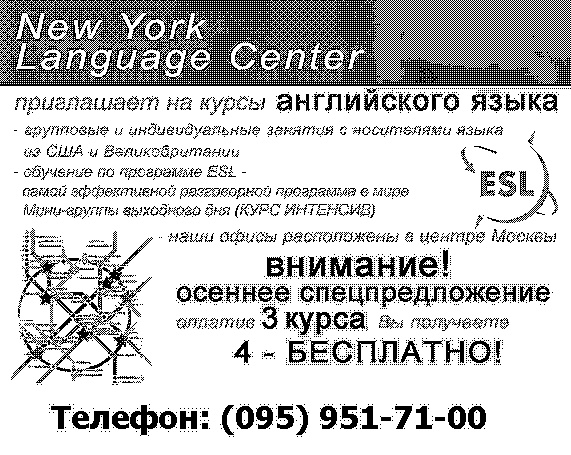 New York
Language Center
приглашает на курсы английского языка
- групповые и индивидуальные занятия с носителями языка
из США и Великобритании
- обучение по программе ESL -
самой эффективной разговорной программе в мире
Мини-группы выходного дня (КУРС ИНТЕНСИВ)
ESL
- наши офисы расположены в центре Москвы
внимание!
осеннее спецпредложение
оплатив 3 курса Вы получаете
4 - БЕСПЛАТНО!
Телефон: (095) 951-71-00